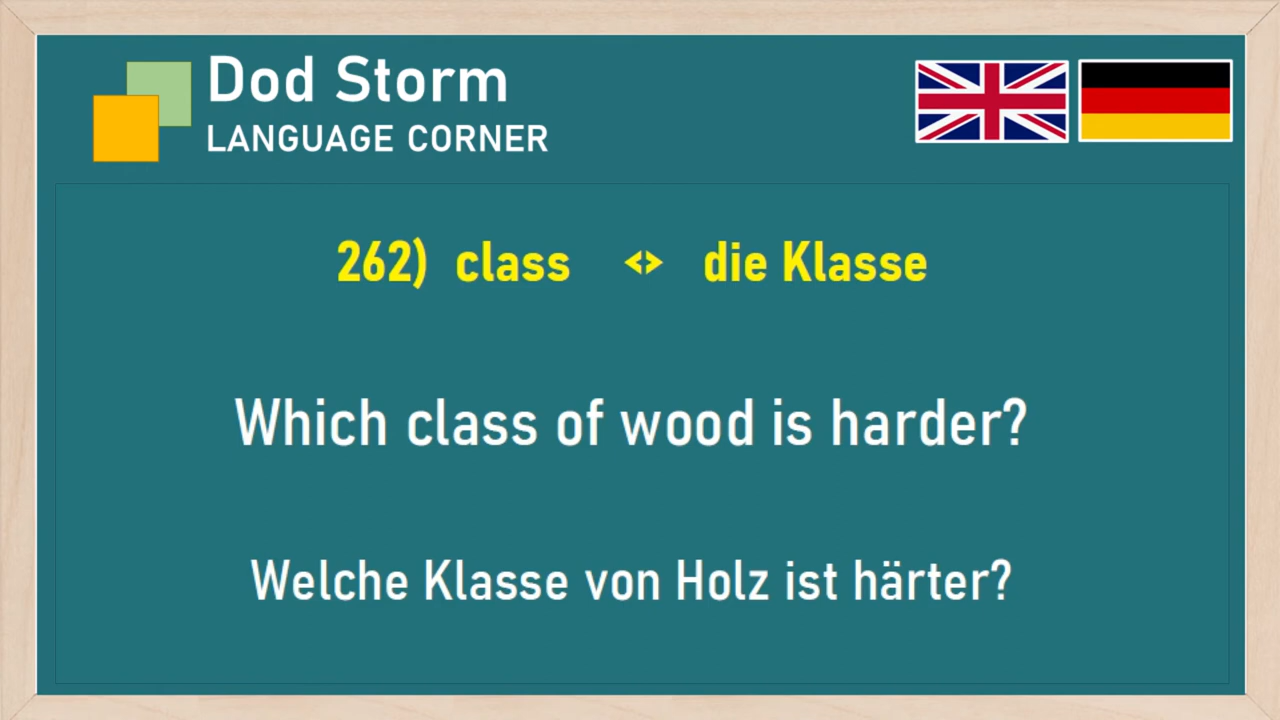 Dod Storm
LANGUAGE CORNER
262) class <> die Klasse
Which class of wood is harder?
Welche Klasse von Holz ist härter?